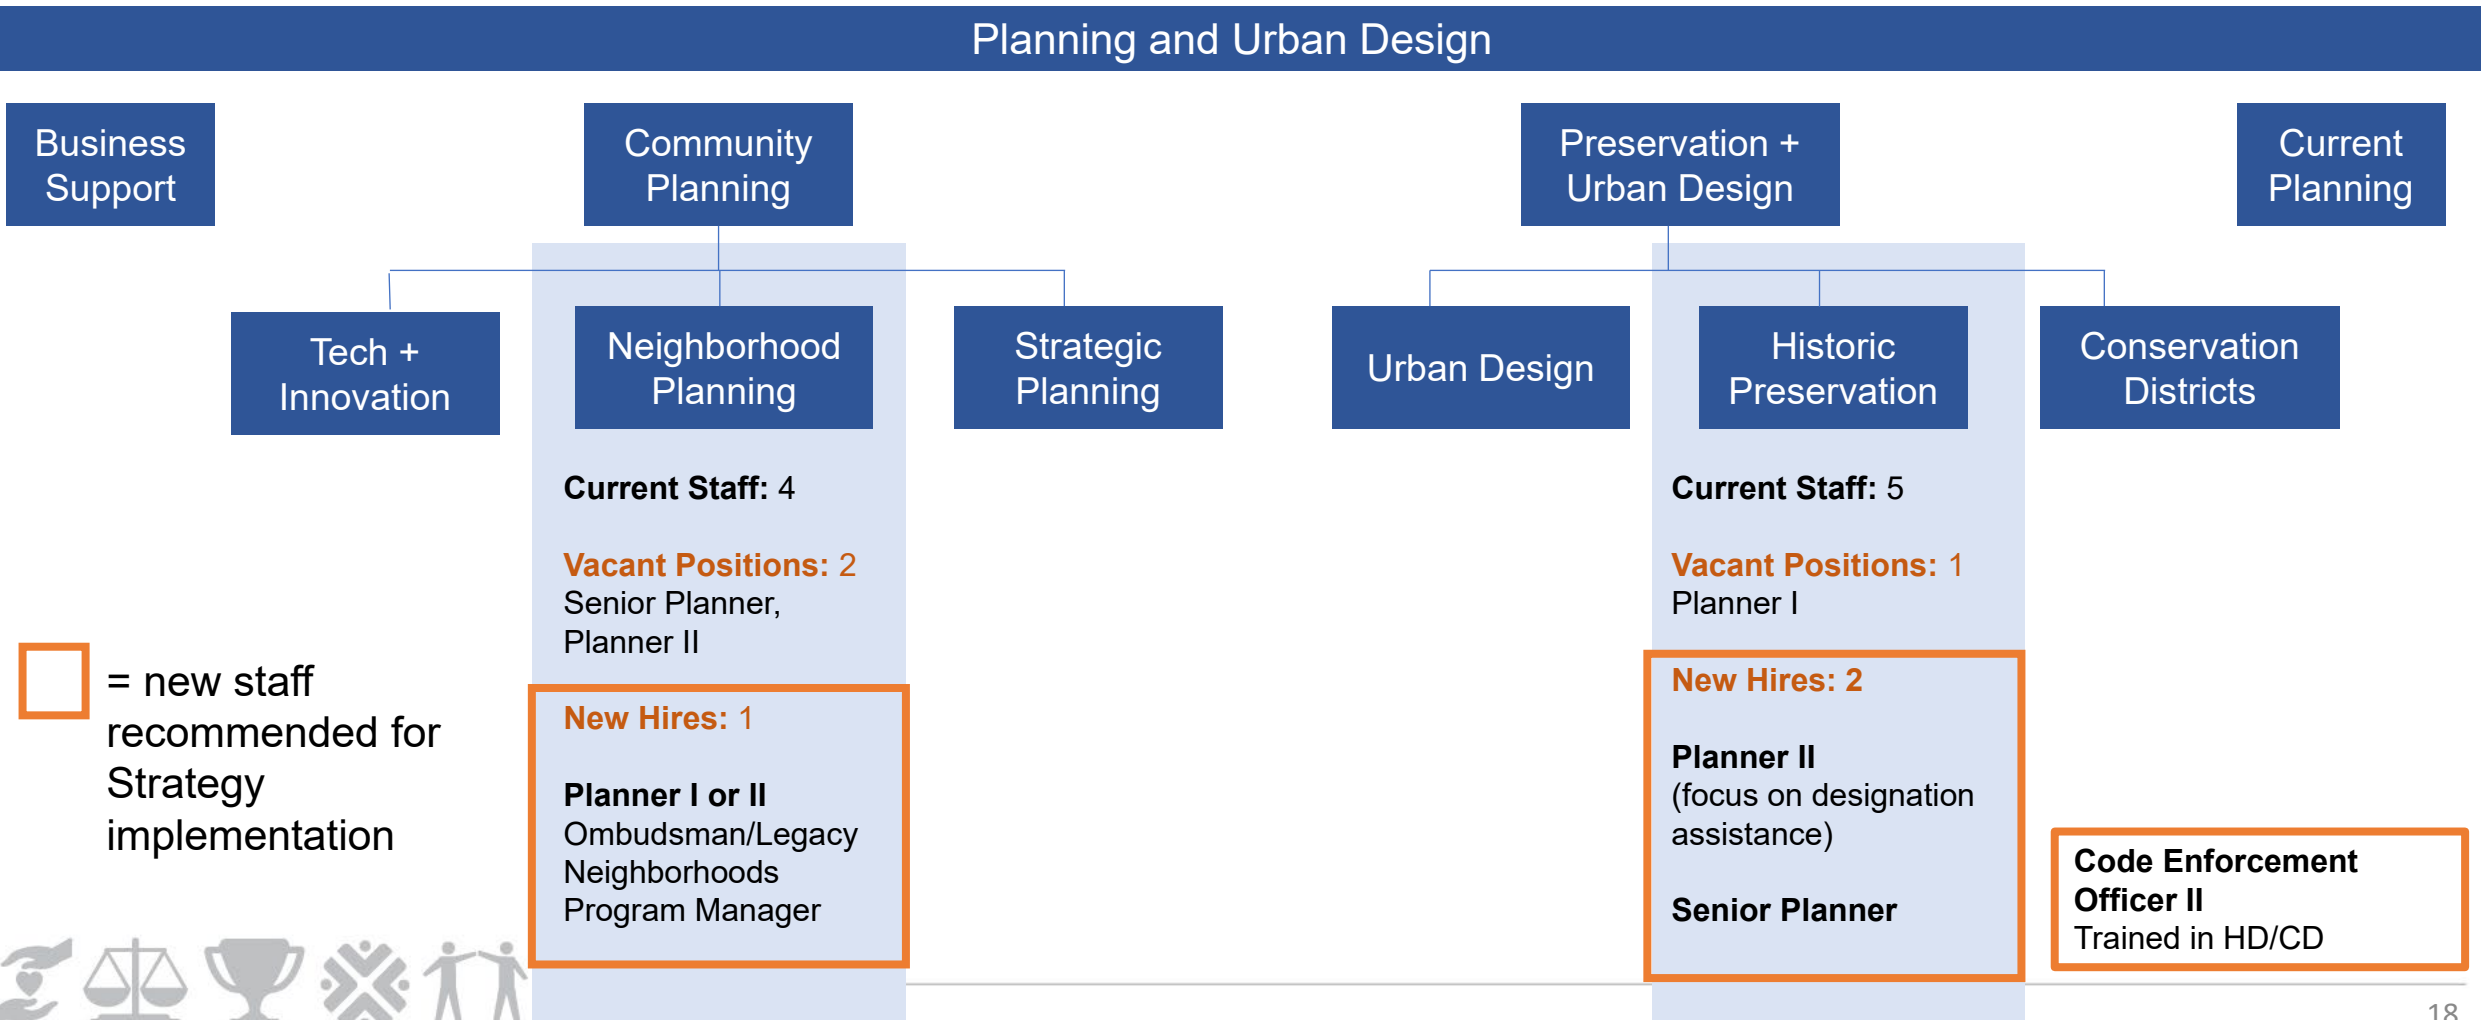 Planning and Urban Design
Business
Support
Community
Planning
Preservation +
Urban Design
Current
Planning
Tech +
Innovation
Neighborhood
Planning
Strategic
Planning
Urban Design
Historic
Preservation
Conservation
Districts
Current Staff: 4
Vacant Positions: 2
Senior Planner,
Planner II
New Hires: 1
Planner I or II
Ombudsman/Legacy
Neighborhoods
Program Manager
Current Staff: 5
Vacant Positions: 1
Planner I
New Hires: 2
Planner II
(focus on designation
assistance)
Senior Planner
Code Enforcement
Officer II
Trained in HD/CD
= new staff
recommended for
Strategy
implementation
18